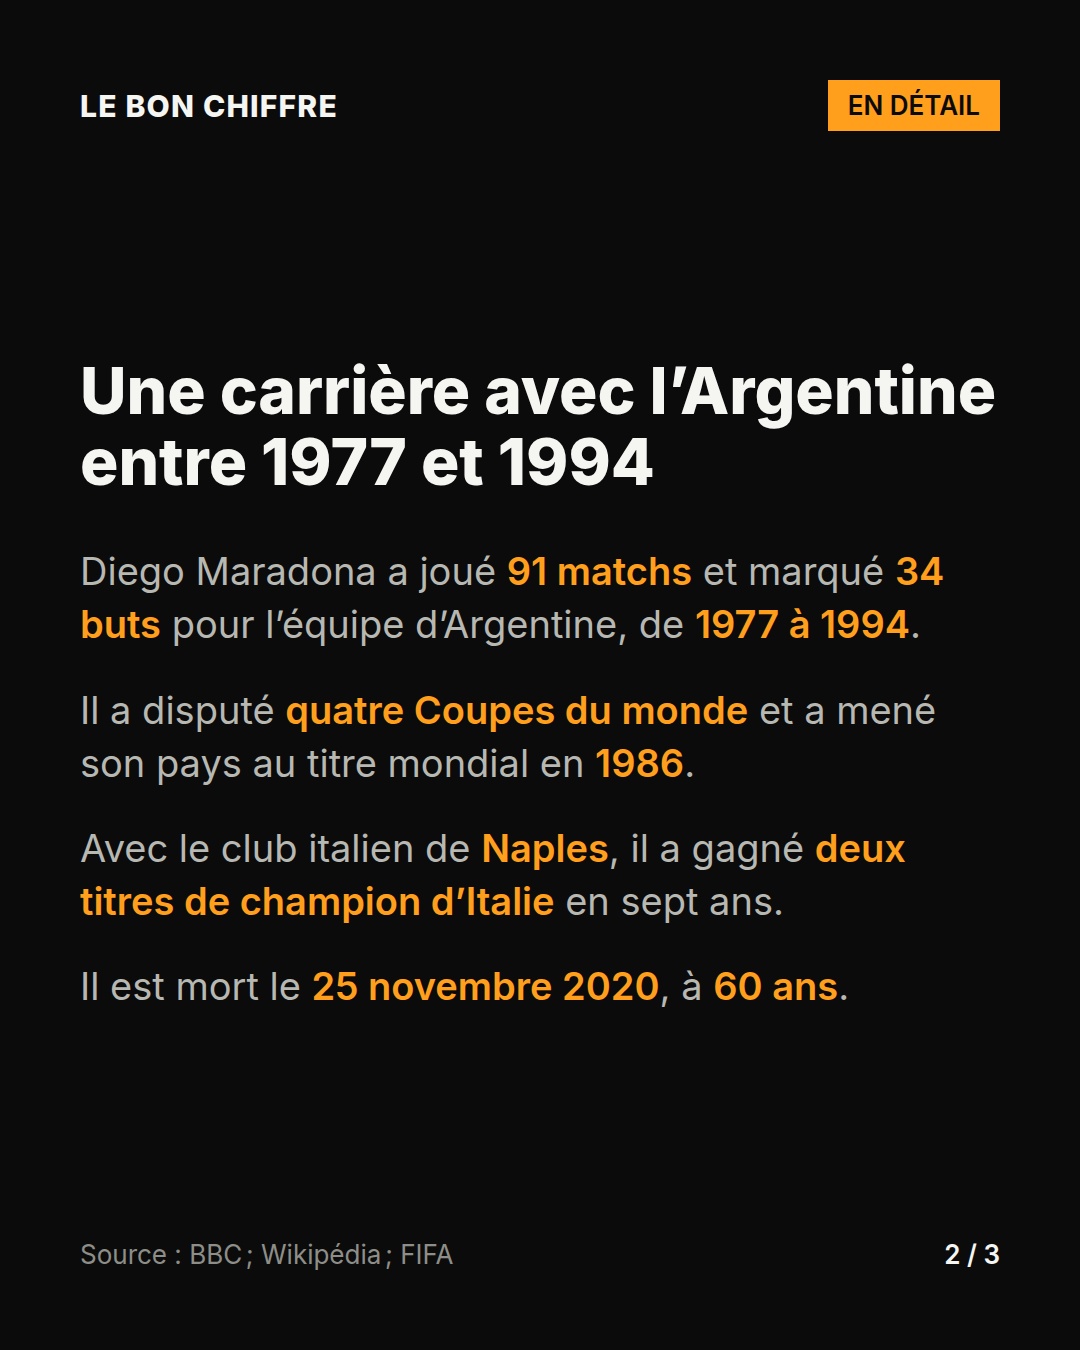 LE BON CHIFFRE
EN DÉTAIL
Une carrière avec l’Argentine
entre 1977 et 1994
Diego Maradona a joué 91 matchs et marqué 34
buts pour l’équipe d’Argentine, de 1977 à 1994.
Il a disputé quatre Coupes du monde et a mené
son pays au titre mondial en 1986.
Avec le club italien de Naples, il a gagné deux
titres de champion d’Italie en sept ans.
Il est mort le 25 novembre 2020, à 60 ans.
Source : BBC ; Wikipédia ; FIFA
2 / 3